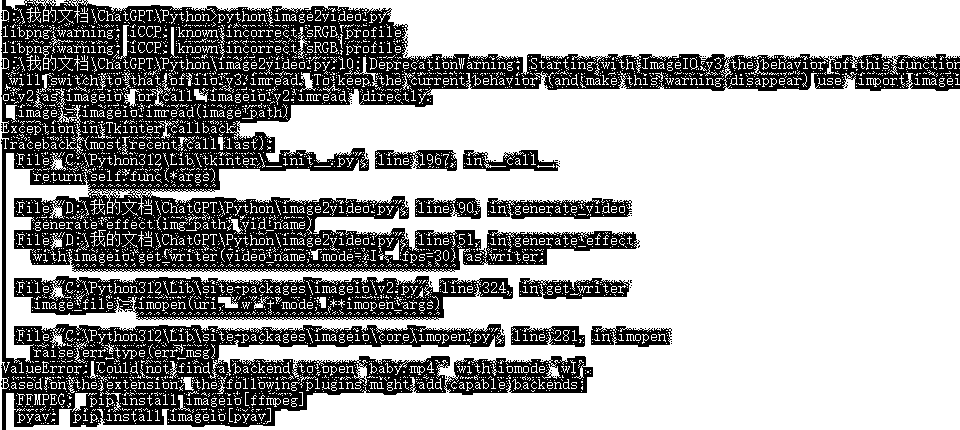 D:\我的文档\ChatGPT\Python>python image2video.py
libpng warning: iCCP: known incorrect sRGB profile
libpng warning: iCCP: known incorrect sRGB profile
D:\我的文档\ChatGPT\Python\image2video.py:10: DeprecationWarning: Starting with ImageIO v3 the behavior of this function
 will switch to that of iio.v3.imread. To keep the current behavior (and make this warning disappear) use `import imagei
o.v2 as imageio` or call `imageio.v2.imread` directly.
  image = imageio.imread(image_path)
Exception in Tkinter callback
Traceback (most recent call last):
  File "C:\Python312\Lib\tkinter\__init__.py", line 1967, in __call__
    return self.func(*args)
  File "D:\我的文档\ChatGPT\Python\image2video.py", line 90, in generate_video
    generate_effect(img_path, vid_name)
  File "D:\我的文档\ChatGPT\Python\image2video.py", line 51, in generate_effect
    with imageio.get_writer(video_name, mode='I', fps=30) as writer:
  File "C:\Python312\Lib\site-packages\imageio\v2.py", line 324, in get_writer
    image_file = imopen(uri, "w" + mode, **imopen_args)
  File "C:\Python312\Lib\site-packages\imageio\core\imopen.py", line 281, in imopen
    raise err_type(err_msg)
ValueError: Could not find a backend to open `baby.mp4`` with iomode `wI`.
Based on the extension, the following plugins might add capable backends:
  FFMPEG:  pip install imageio[ffmpeg]
  pyav:  pip install imageio[pyav]